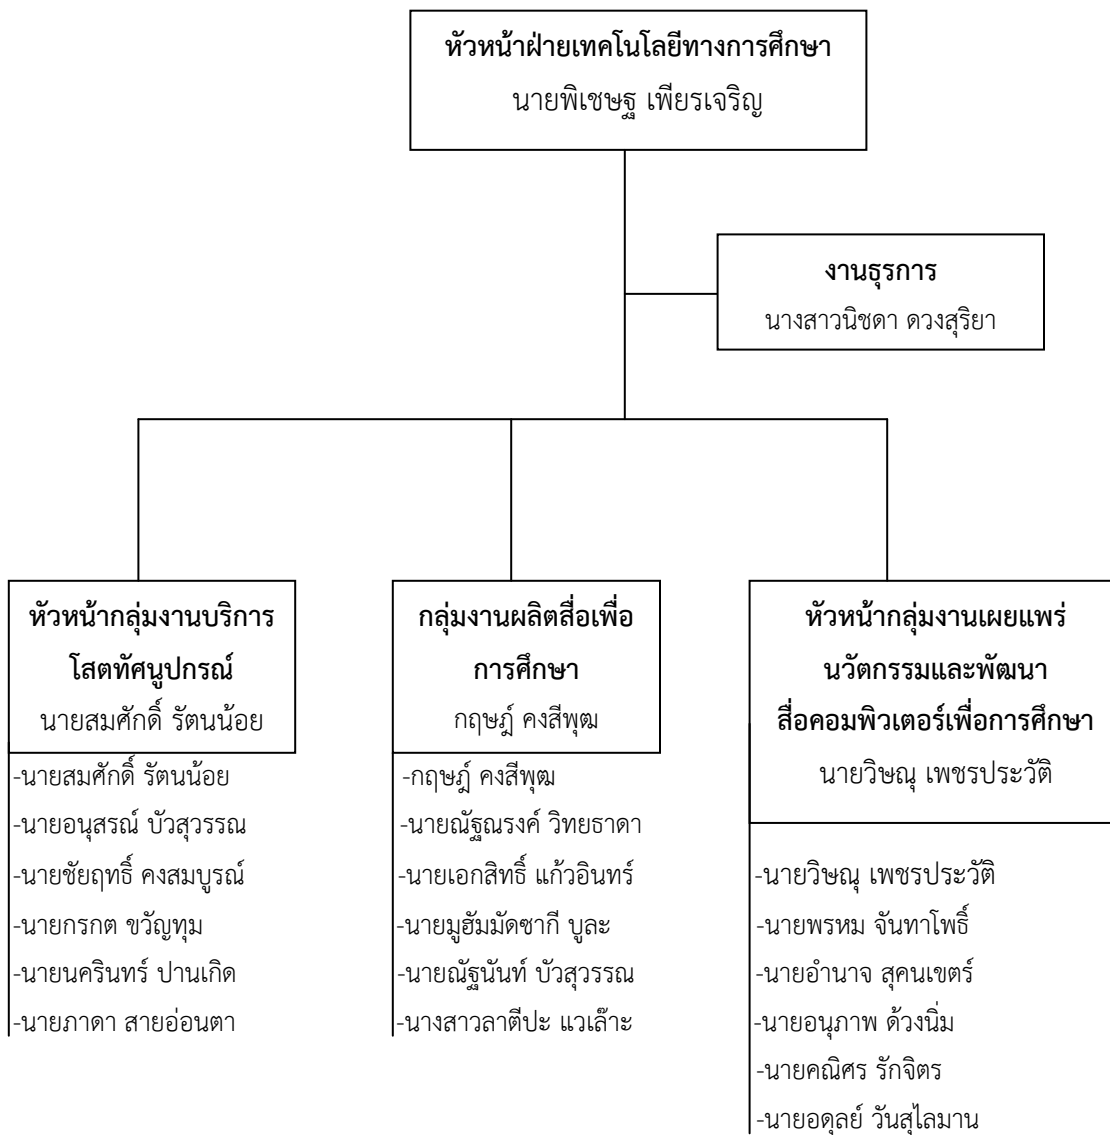 หัวหน้าฝ่ายเทคโนโลยีทางการศึกษา
นายพิเชษฐ เพียรเจริญ
งานธุรการ
นางสาวนิชดา ดวงสุริยา
หัวหน้ากลุ่มงานบริการ
โสตทัศนูปกรณ์
นายสมศักดิ์ รัตนน้อย
-นายสมศักดิ์ รัตนน้อย
-นายอนุสรณ์ บัวสุวรรณ
-นายชัยฤทธิ์ คงสมบูรณ์
-นายกรกต ขวัญทุม
-นายนครินทร์ ปานเกิด
-นายภาดา สายอ่อนตา
กลุ่มงานผลิตสื่อเพื่อ
การศึกษา
กฤษฎ์ คงสีพุฒ
-กฤษฎ์ คงสีพุฒ
-นายณัฐณรงค์ วิทยธาดา
-นายเอกสิทธิ์ แก้วอินทร์
-นายมูฮัมมัดซากี บูละ
-นายณัฐนันท์ บัวสุวรรณ
-นางสาวลาตีปะ แวเล๊าะ
หัวหน้ากลุ่มงานเผยแพร่
นวัตกรรมและพัฒนา
สื่อคอมพิวเตอร์เพื่อการศึกษา
นายวิษณุ เพชรประวัติ
-นายวิษณุ เพชรประวัติ
-นายพรหม จันทาโพธิ์
-นายอำนาจ สุคนเขตร์
-นายอนุภาพ ด้วงนิ่ม
-นายคณิศร รักจิตร
-นายอดุลย์ วันสุไลมาน